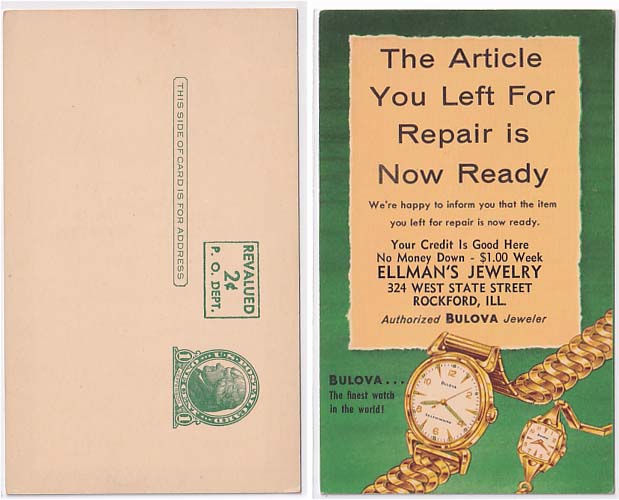 THIS SIDE OF CARD IS FOR ADDRESS
REVALUED
2¢
P. O. DEPT.
1
1
The Article
You Left For
Repair is
Now Ready
We're happy to inform you that the item
you left for repair is now ready.
Your Credit Is Good Here
No Money Down - $1.00 Week
ELLMAN'S JEWELRY
324 WEST STATE STREET
ROCKFORD, ILL.
Authorized BULOVA Jeweler
BULOVA...
The finest watch
in the world!
BULOVA